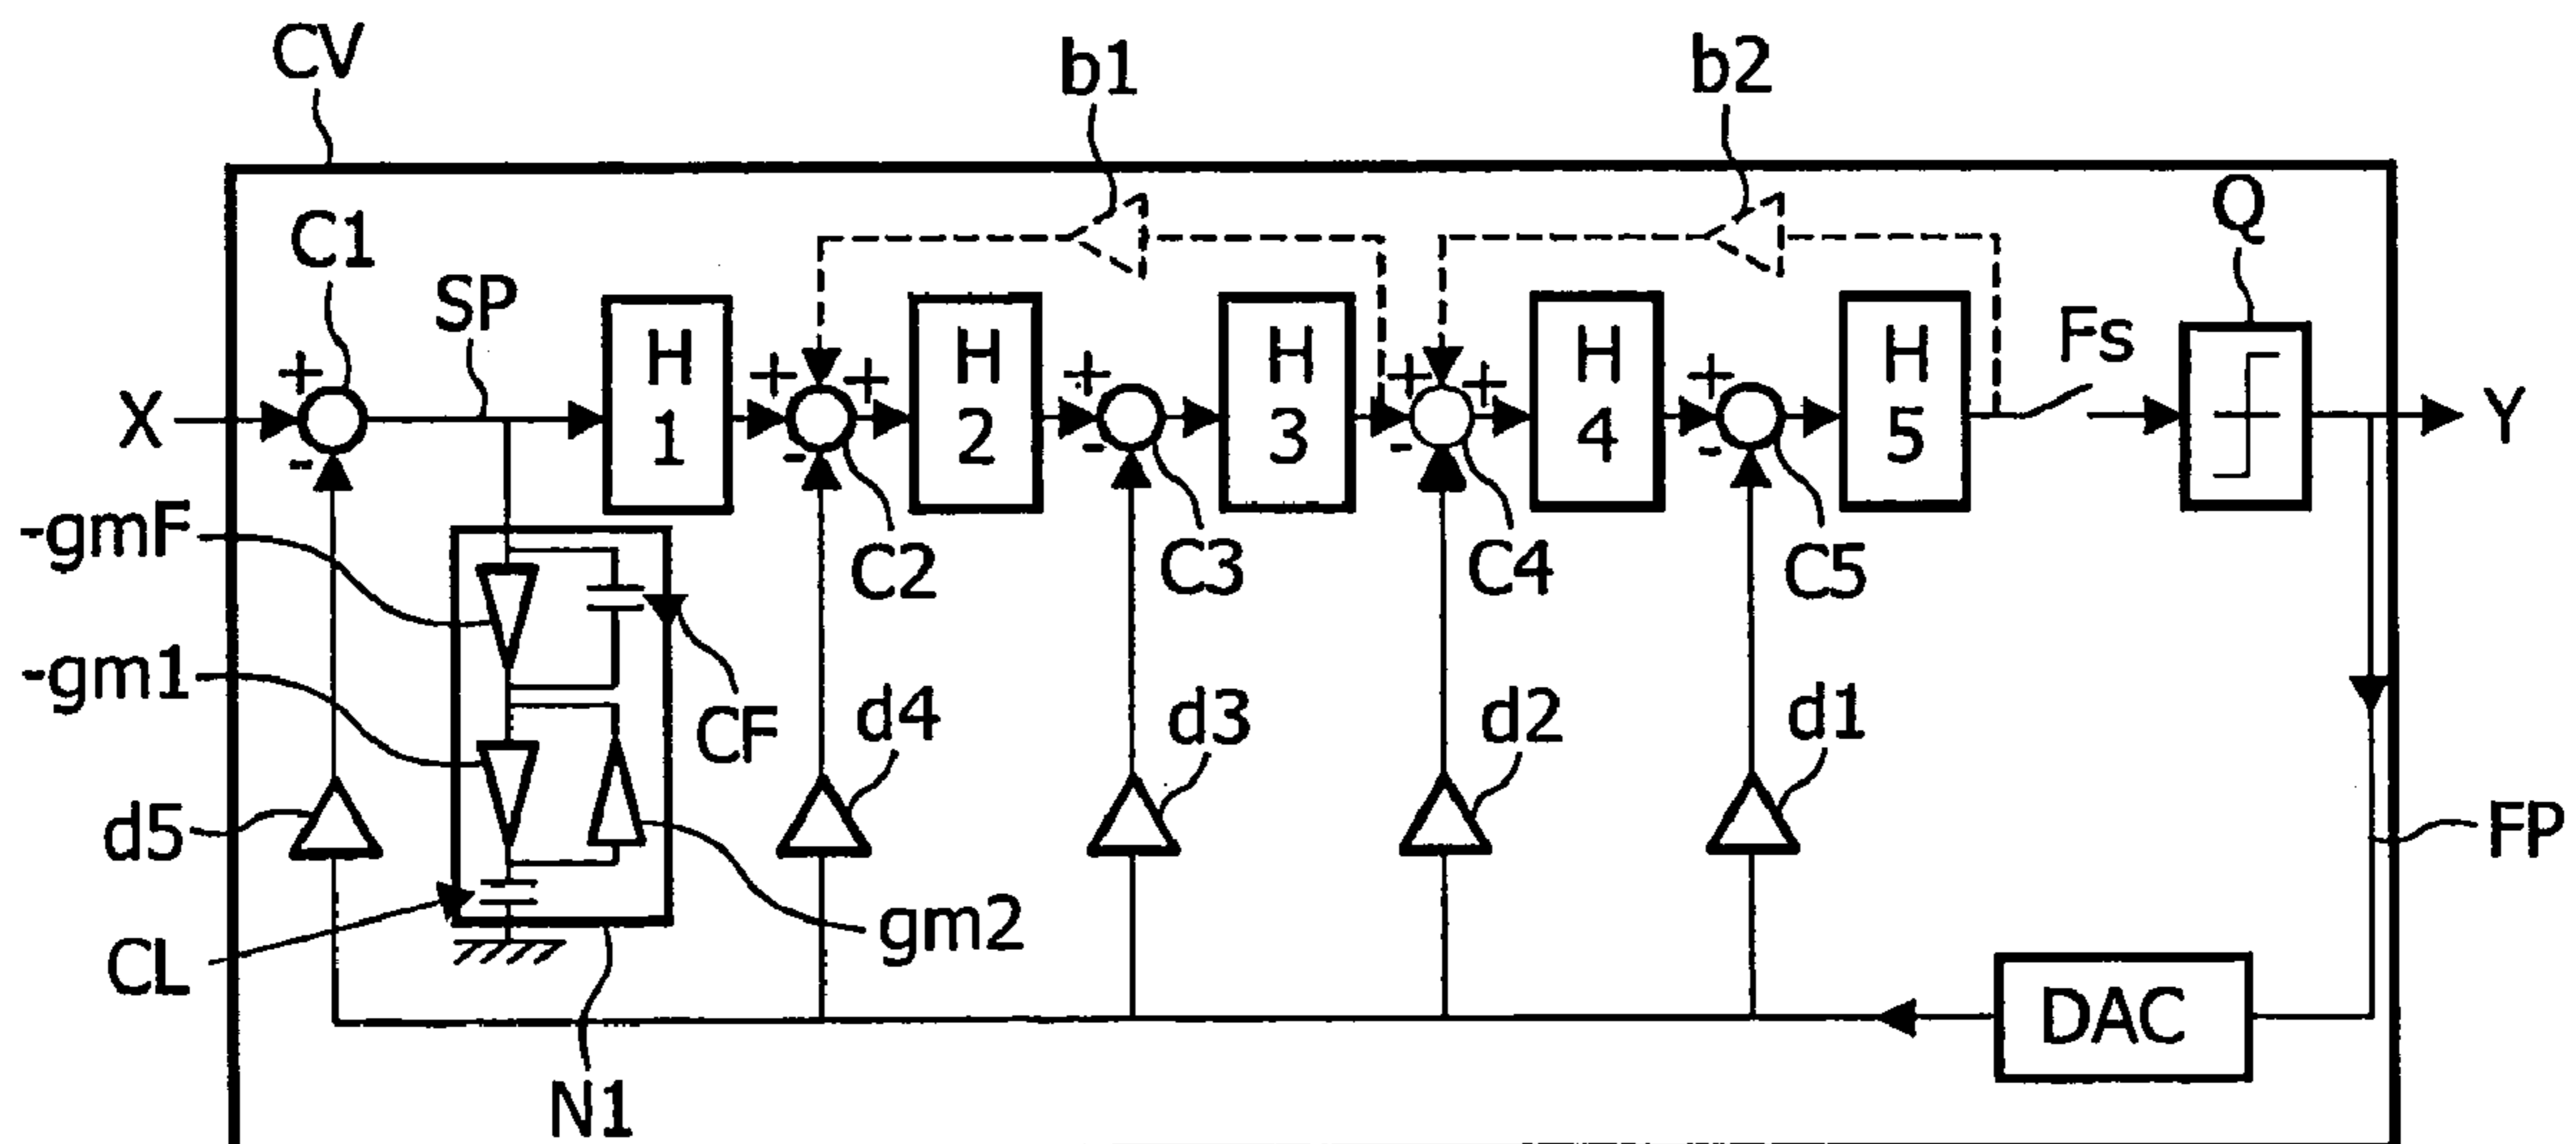 CV
b1
b2
Q
C1
SP
Fs
X
+
-
H
1
+
+
-
H
2
+
-
H
3
+
+
-
H
4
+
-
H
5
Y
-gmF
C2
C3
C4
C5
-gm1
CF
d5
d4
d3
d2
d1
FP
CL
gm2
DAC
N1